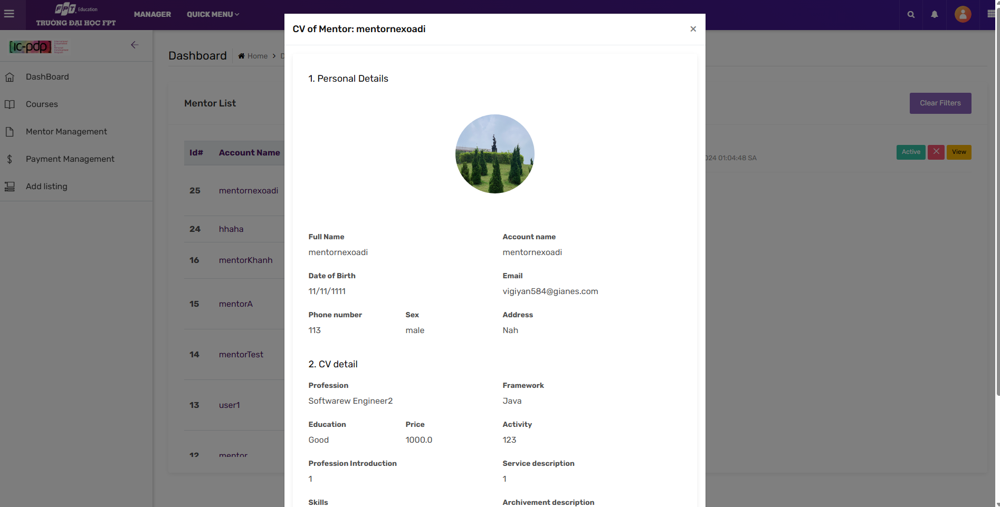 FPT Education
TRƯỜNG ĐẠI HỌC FPT
MANAGER
QUICK MENU
[ic-pdp]
DashBoard
Courses
Mentor Management
Payment Management
Add listing
Dashboard
Home
D
Mentor List
Clear Filters
Id#
Account Name
25 mentornexoadi
24 hhaha
16 mentorKhanh
15 mentorA
14 mentorTest
13 user1
12 mentor
CV of Mentor: mentornexoadi
×
1. Personal Details
Full Name
Account name
mentornexoadi
mentornexoadi
Date of Birth
Email
11/11/1111
vigiyan584@gianes.com
Phone number
Sex
Address
113
male
Nah
2. CV detail
Profession
Framework
Softwarew Engineer2
Java
Education
Price
Activity
Good
1000.0
123
Profession Introduction
Service description
1
1
Skills
Archivement description
024 01:04:48 SA
Active
View